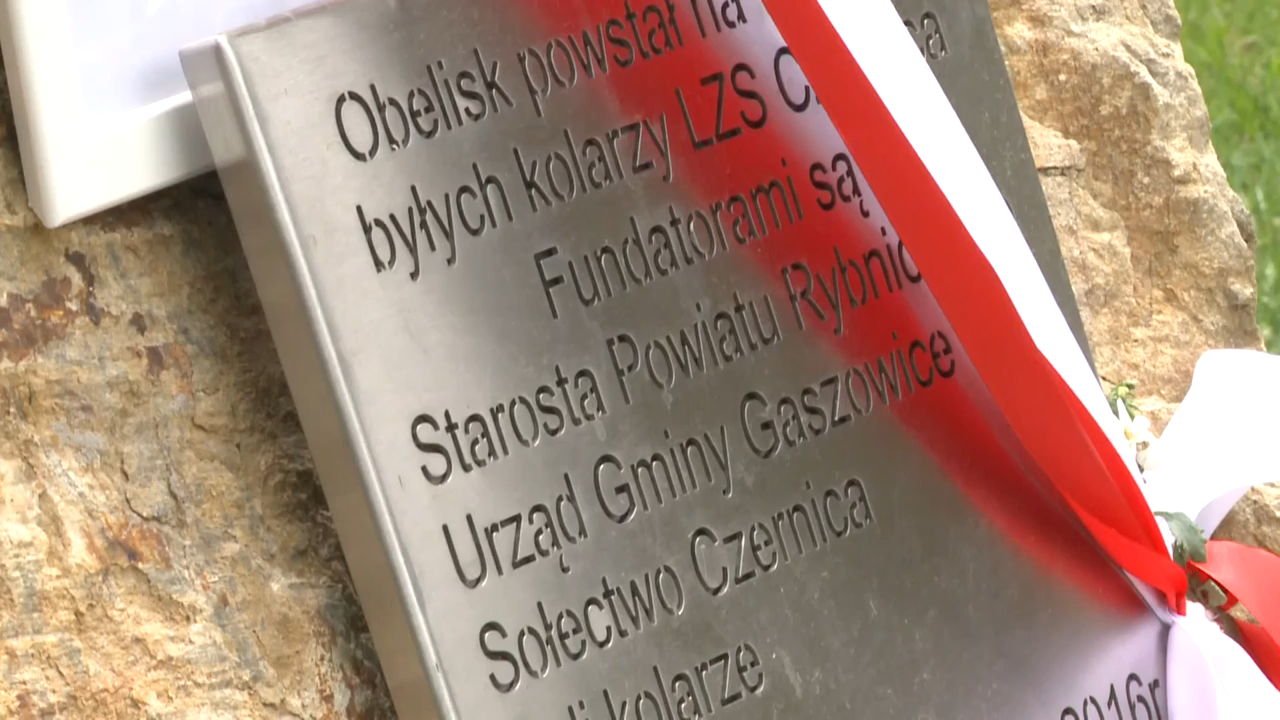 Obelisk powstał na
byłych kolarzy LZS
Fundatorami są
Starosta Powiatu
Urząd Gminy Gaszowice
Sołectwo Czernica
kolarze
2016r